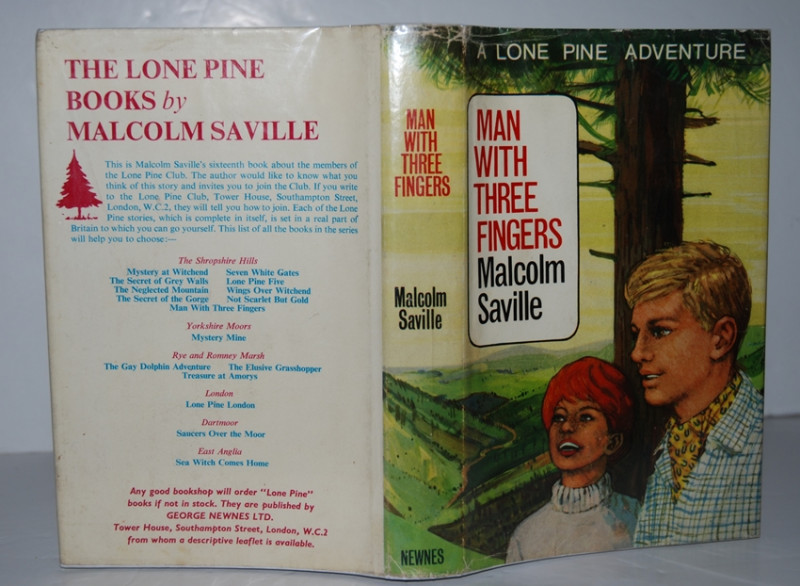 THE LONE PINE
BOOKS by
MALCOLM SAVILLE
This is Malcolm Saville's sixteenth book about the members of
the Lone Pine Club. The author would like to know what you
think of this story and invites you to join the Club. If you write
to the Lone Pine Club, Tower House, Southampton Street,
London, W.C.2, they will tell you how to join. Each of the Lone
Pine stories, which is complete in itself, is set in a real part of
Britain to which you can go yourself. This list of all the books in the series
will help you to choose:—
The Shropshire Hills
Mystery at Witchend Seven White Gates
The Secret of Grey Walls Lone Pine Five
The Neglected Mountain Wings Over Witchend
The Secret of the Gorge Not Scarlet But Gold
Man With Three Fingers
Yorkshire Moors
Mystery Mine
Rye and Romney Marsh
The Gay Dolphin Adventure The Elusive Grasshopper
Treasure at Amorys
London
Lone Pine London
Dartmoor
Saucers Over the Moor
East Anglia
Sea Witch Comes Home
Any good bookshop will order "Lone Pine"
books if not in stock. They are published by
GEORGE NEWNES LTD.
Tower House, Southampton Street, London, W.C.2
from whom a descriptive leaflet is available.
MAN
WITH
THREE
FINGERS
Malcolm
Saville
NEWNES
A LONE PINE ADVENTURE
MAN
WITH
THREE
FINGERS
Malcolm
Saville